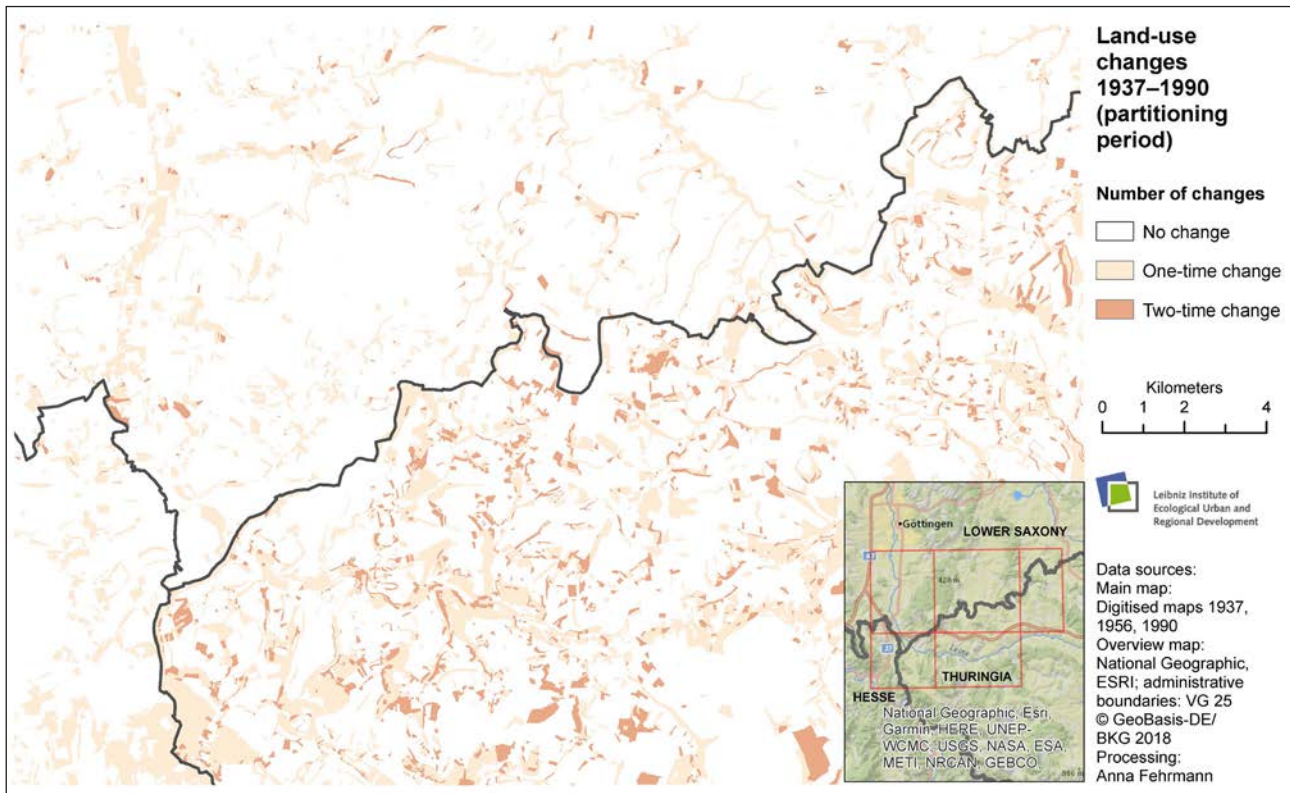 Land-use
changes
1937–1990
(partitioning
period)
Number of changes
No change
One-time change
Two-time change
Kilometers
0 1 2 4
Leibniz Institute of
Ecological Urban and
Regional Development
Data sources:
Main map:
Digitised maps 1937,
1956, 1990
Overview map:
National Geographic,
ESRI; administrative
boundaries: VG 25
© GeoBasis-DE/
BKG 2018
Processing:
Anna Fehrmann
Göttingen
LOWER SAXONY
THURINGIA
HESSE
National Geographic, Esri,
Garmin, HERE, UNEP-
WCMC, USGS, NASA, ESA,
METI, NRCAN, GEBCO,